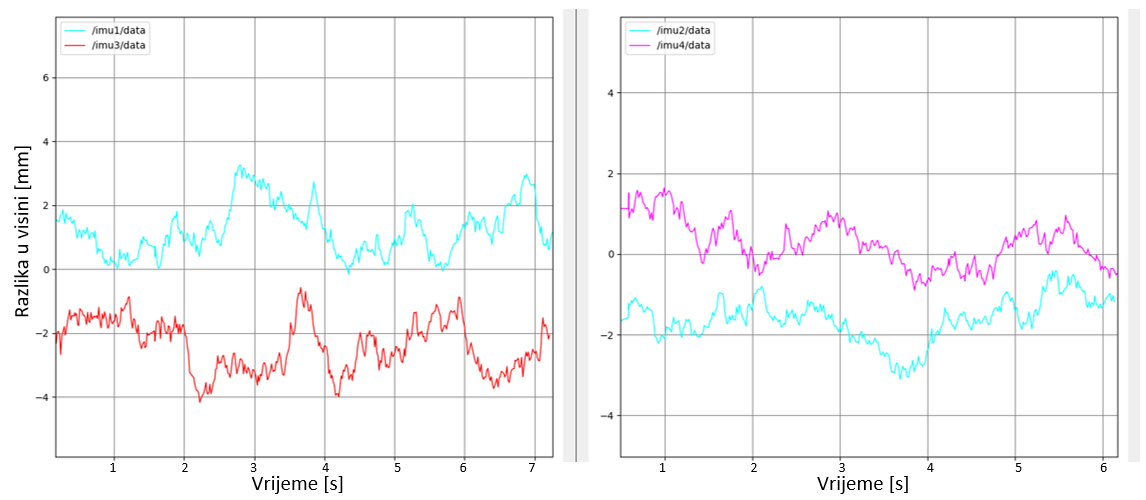 /imu1/data
/imu3/data
6
4
2
0
−2
−4
1 2 3 4 5 6 7
Razlika u visini [mm]
Vrijeme [s]
/imu2/data
/imu4/data
4
2
0
−2
−4
1 2 3 4 5 6
Vrijeme [s]